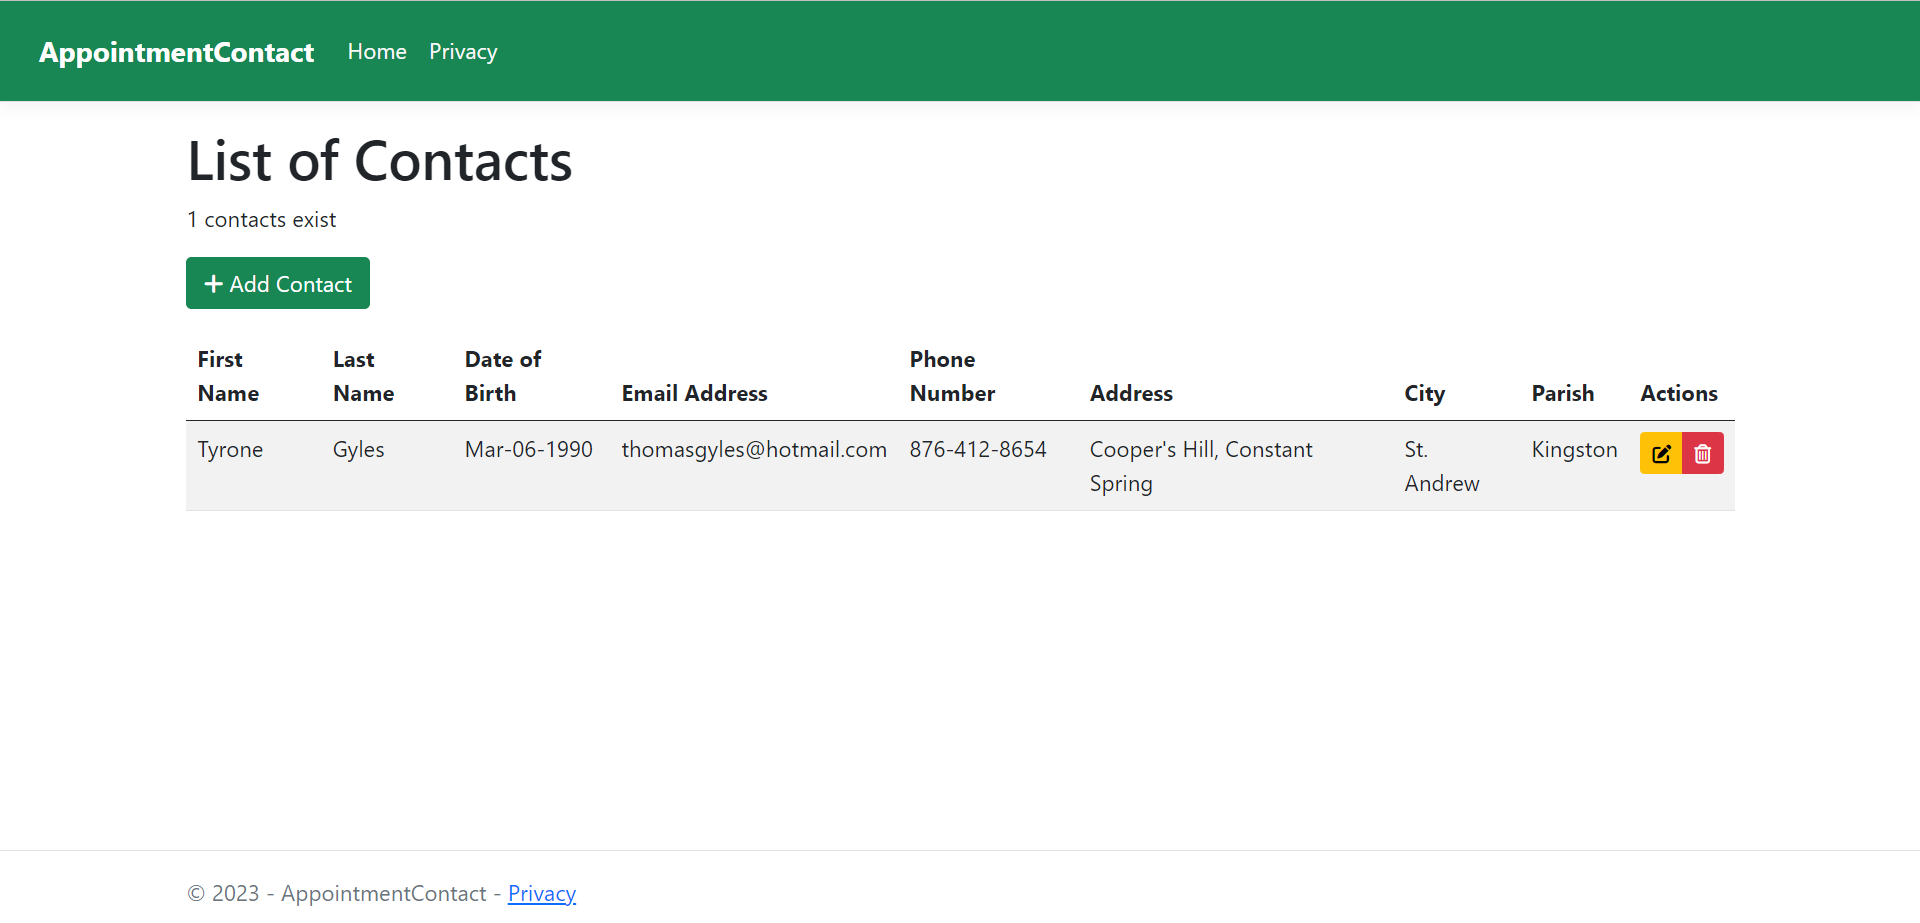 AppointmentContact Home Privacy
List of Contacts
1 contacts exist
Add Contact
First Name Last Name Date of Birth Email Address Phone Number Address City Parish Actions
Tyrone Gyles Mar-06-1990 thomasgyles@hotmail.com 876-412-8654 Cooper's Hill, Constant Spring St. Andrew Kingston
© 2023 - AppointmentContact - Privacy